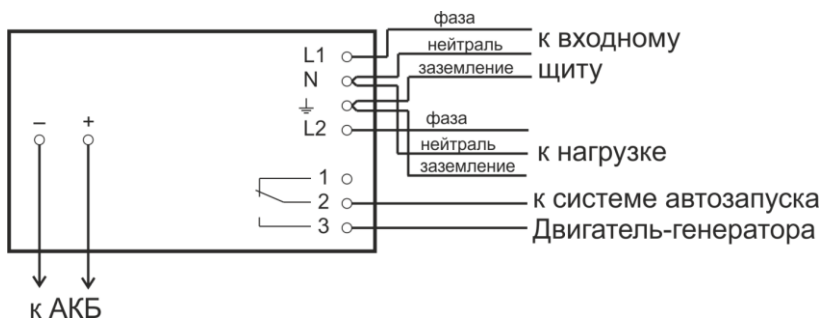 фаза
L1
нейтраль
к входному
N
заземление
щиту
– +
L2
фаза
нейтраль
к нагрузке
заземление
1
2
к системе автозапуска
3
Двигатель-генератора
к АКБ